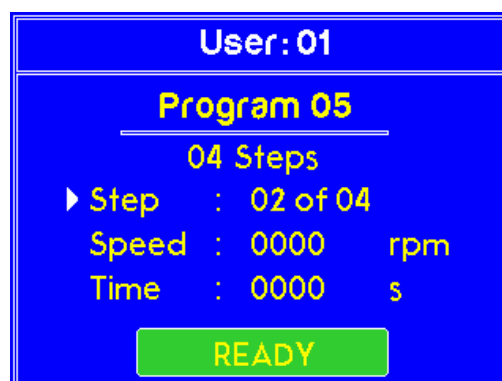 User: 01
Program 05
04 Steps
Step : 02 of 04
Speed : 0000 rpm
Time : 0000 s
READY